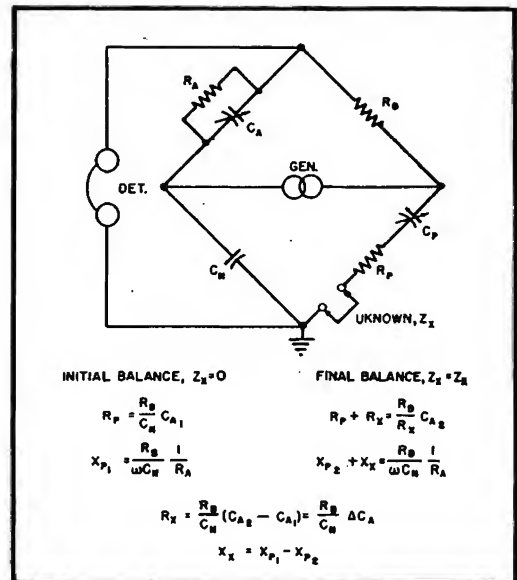 R_A
C_A
R_B
GEN.
DET.
C_P
C_N
R_P
UKNOWN, Z_X
INITIAL BALANCE, Z_X=0
FINAL BALANCE, Z_X=Z_X
R_P = R_B/C_N C_A1
R_P + R_X = R_B/R_X C_A2
X_P1 = R_B/ωC_N 1/R_A
X_P2 + X_X = R_B/ωC_N 1/R_A
R_X = R_B/C_N (C_A2 − C_A1) = R_B/C_N ΔC_A
X_X = X_P1 − X_P2